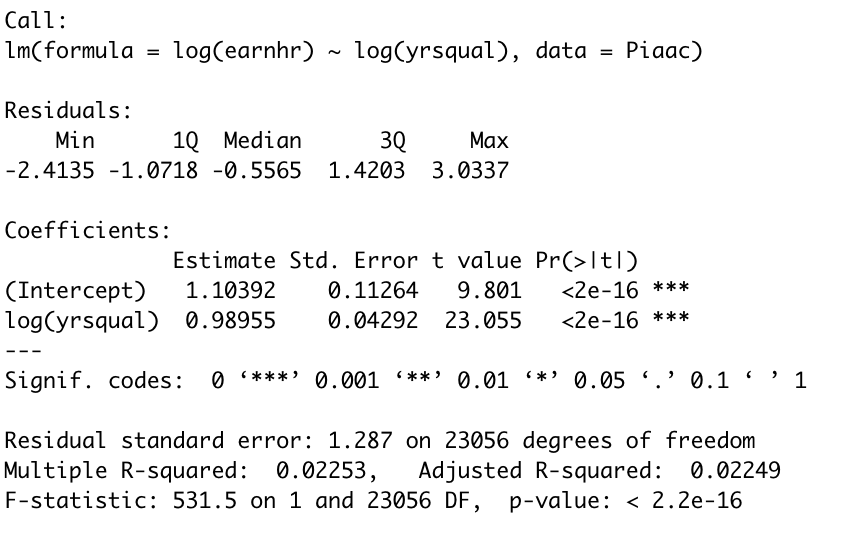 Call:
lm(formula = log(earnhr) ~ log(yrsqual), data = Piaac)
Residuals:
    Min      1Q  Median      3Q     Max
-2.4135 -1.0718 -0.5565  1.4203  3.0337
Coefficients:
             Estimate Std. Error t value Pr(>|t|)
(Intercept)   1.10392    0.11264   9.801   <2e-16 ***
log(yrsqual)  0.98955    0.04292  23.055   <2e-16 ***
---
Signif. codes:  0 ‘***’ 0.001 ‘**’ 0.01 ‘*’ 0.05 ‘.’ 0.1 ‘ ’ 1
Residual standard error: 1.287 on 23056 degrees of freedom
Multiple R-squared:  0.02253,   Adjusted R-squared:  0.02249
F-statistic: 531.5 on 1 and 23056 DF,  p-value: < 2.2e-16